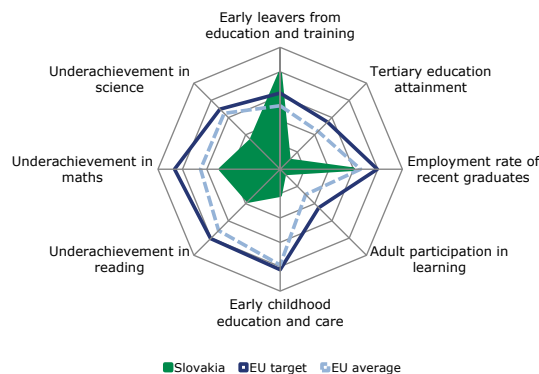 Early leavers from
education and training
Tertiary education
attainment
Employment rate of
recent graduates
Adult participation in
learning
Early childhood
education and care
Underachievement in
reading
Underachievement in
maths
Underachievement in
science
Slovakia EU target EU average